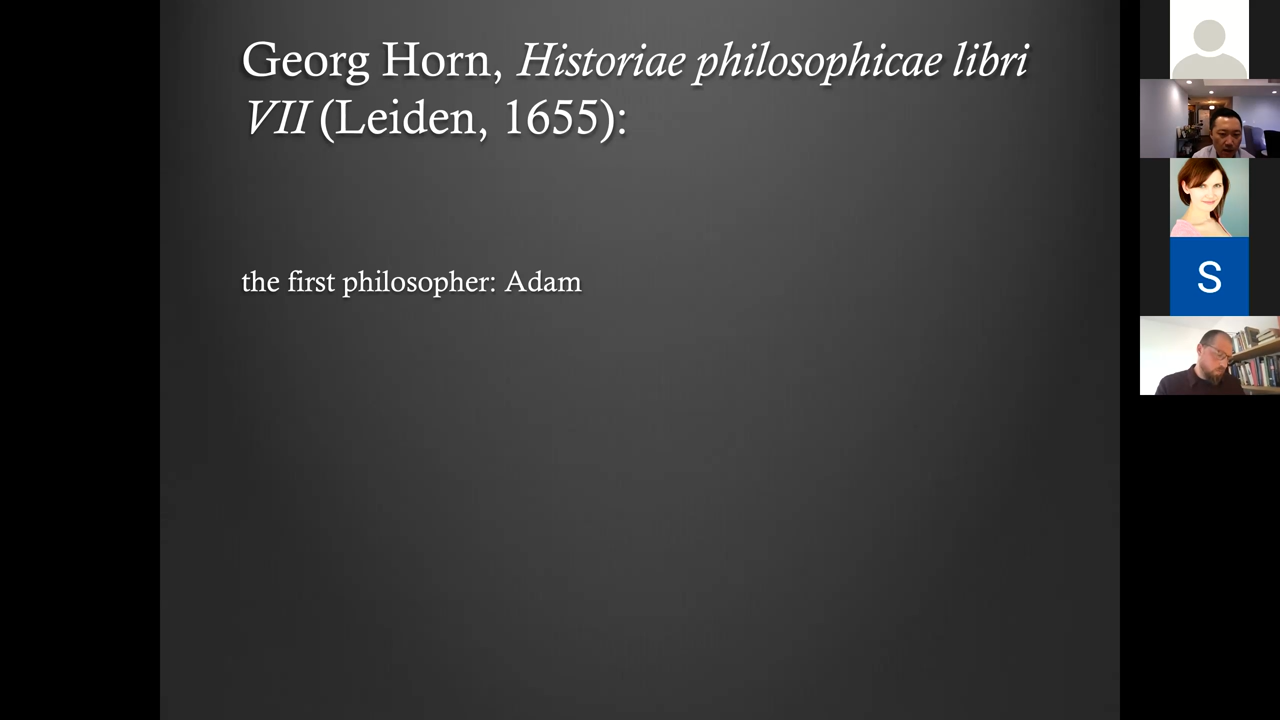 Georg Horn, Historiae philosophicae libri
VII (Leiden, 1655):
the first philosopher: Adam
S